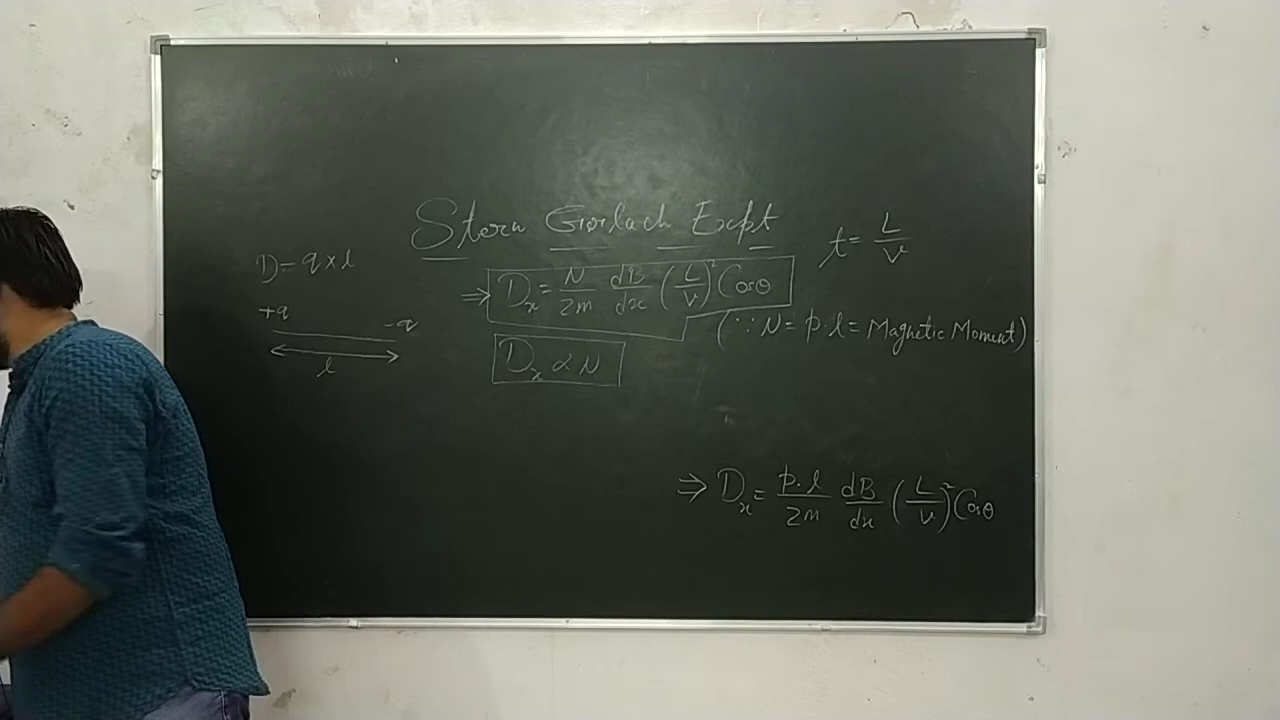 Stern Gerlach Expt
t = L/v
D = q × l
⇒ Dx = N/2m dB/dx (L/v)² Cosθ
+q
-q
(∵ N = p.l = Magnetic Moment)
l
Dx ∝ N
⇒ Dx = p.l/2m dB/dx (L/v)² Cosθ